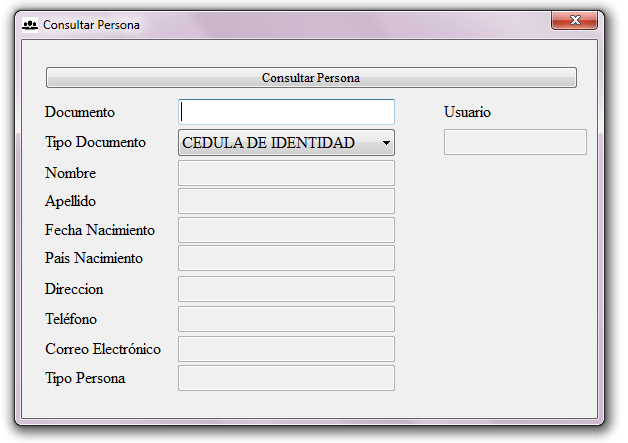 Consultar Persona
Consultar Persona
Documento
Usuario
Tipo Documento
CEDULA DE IDENTIDAD
Nombre
Apellido
Fecha Nacimiento
País Nacimiento
Direccion
Teléfono
Correo Electrónico
Tipo Persona